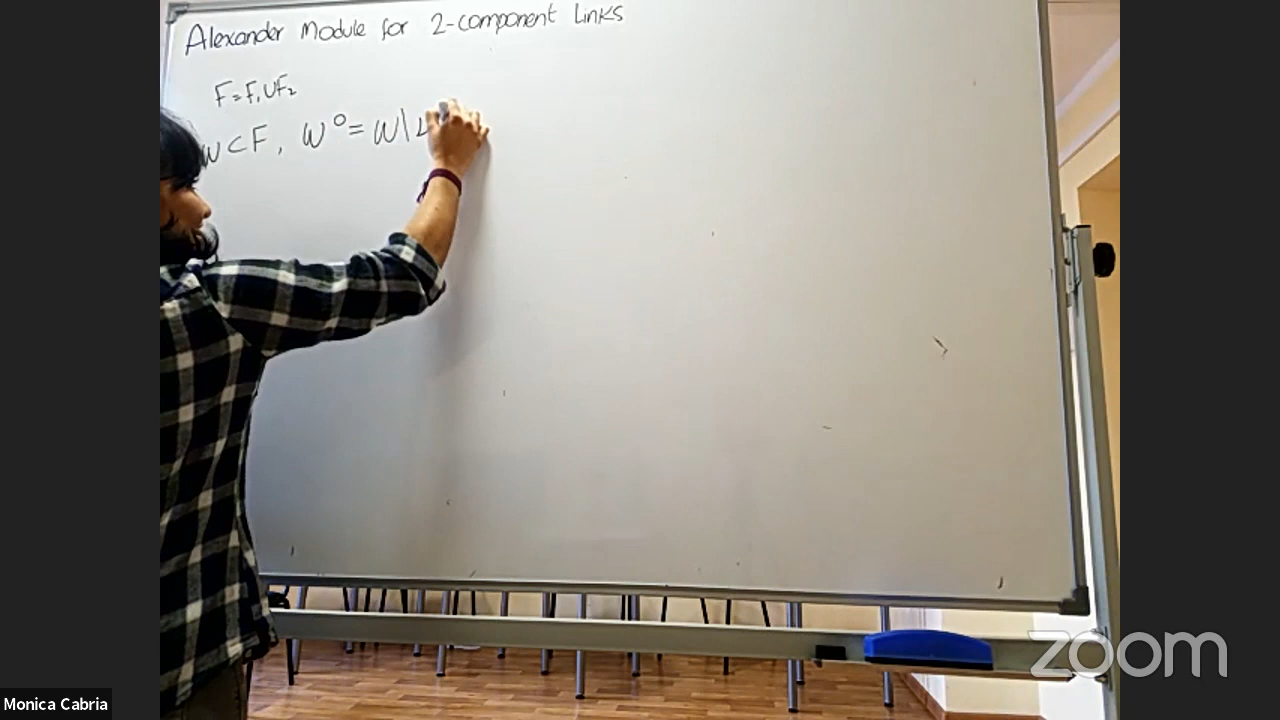 Alexander Module for 2-component Links
F = F₁ ∪ F₂
W ⊂ F, W° = W \ L
zoom
Monica Cabria